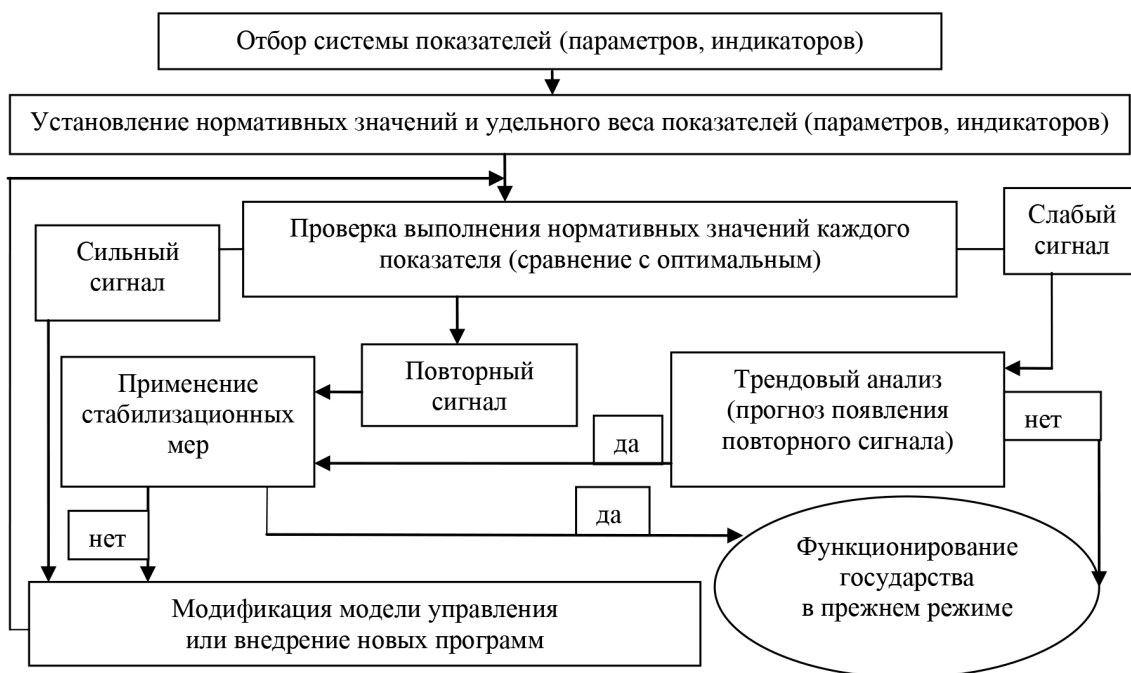 Отбор системы показателей (параметров, индикаторов)
Установление нормативных значений и удельного веса показателей (параметров, индикаторов)
Проверка выполнения нормативных значений каждого
показателя (сравнение с оптимальным)
Сильный
сигнал
Слабый
сигнал
Повторный
сигнал
Применение
стабилизационных
мер
Трендовый анализ
(прогноз появления
повторного сигнала)
нет
да
да
нет
Функционирование
государства
в прежнем режиме
Модификация модели управления
или внедрение новых программ